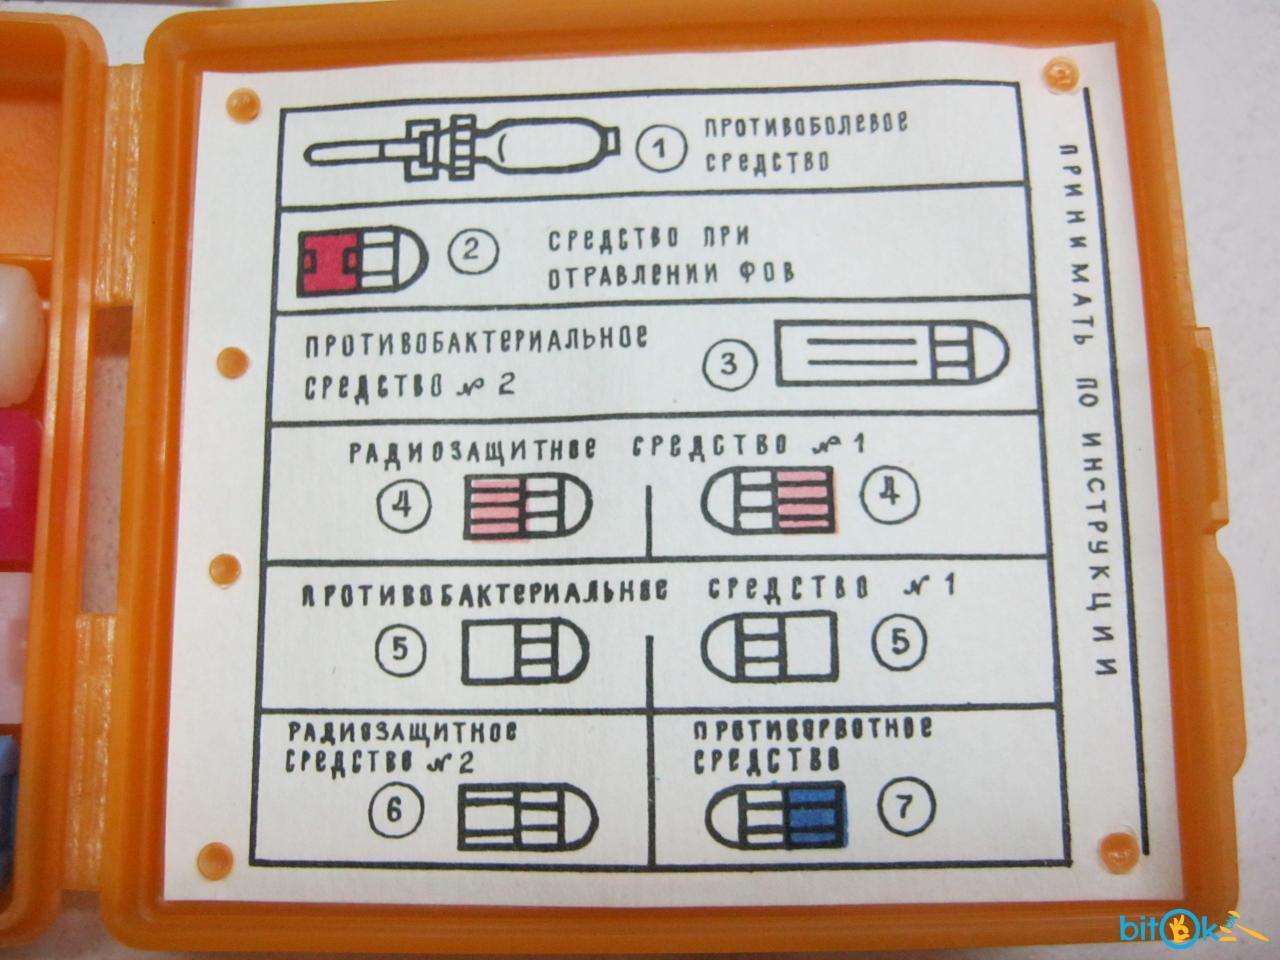 1
ПРОТИВОБОЛЕВОЕ
СРЕДСТВО
2
СРЕДСТВО ПРИ
ОТРАВЛЕНИИ ФОВ
ПРОТИВОБАКТЕРИАЛЬНОЕ
СРЕДСТВО № 2
3
РАДИОЗАЩИТНОЕ СРЕДСТВО № 1
4
4
ПРОТИВОБАКТЕРИАЛЬНОЕ СРЕДСТВО № 1
5
5
РАДИОЗАЩИТНОЕ
СРЕДСТВО № 2
6
ПРОТИВОРВОТНОЕ
СРЕДСТВО
7
ПРИНИМАТЬ ПО ИНСТРУКЦИИ
bitOk